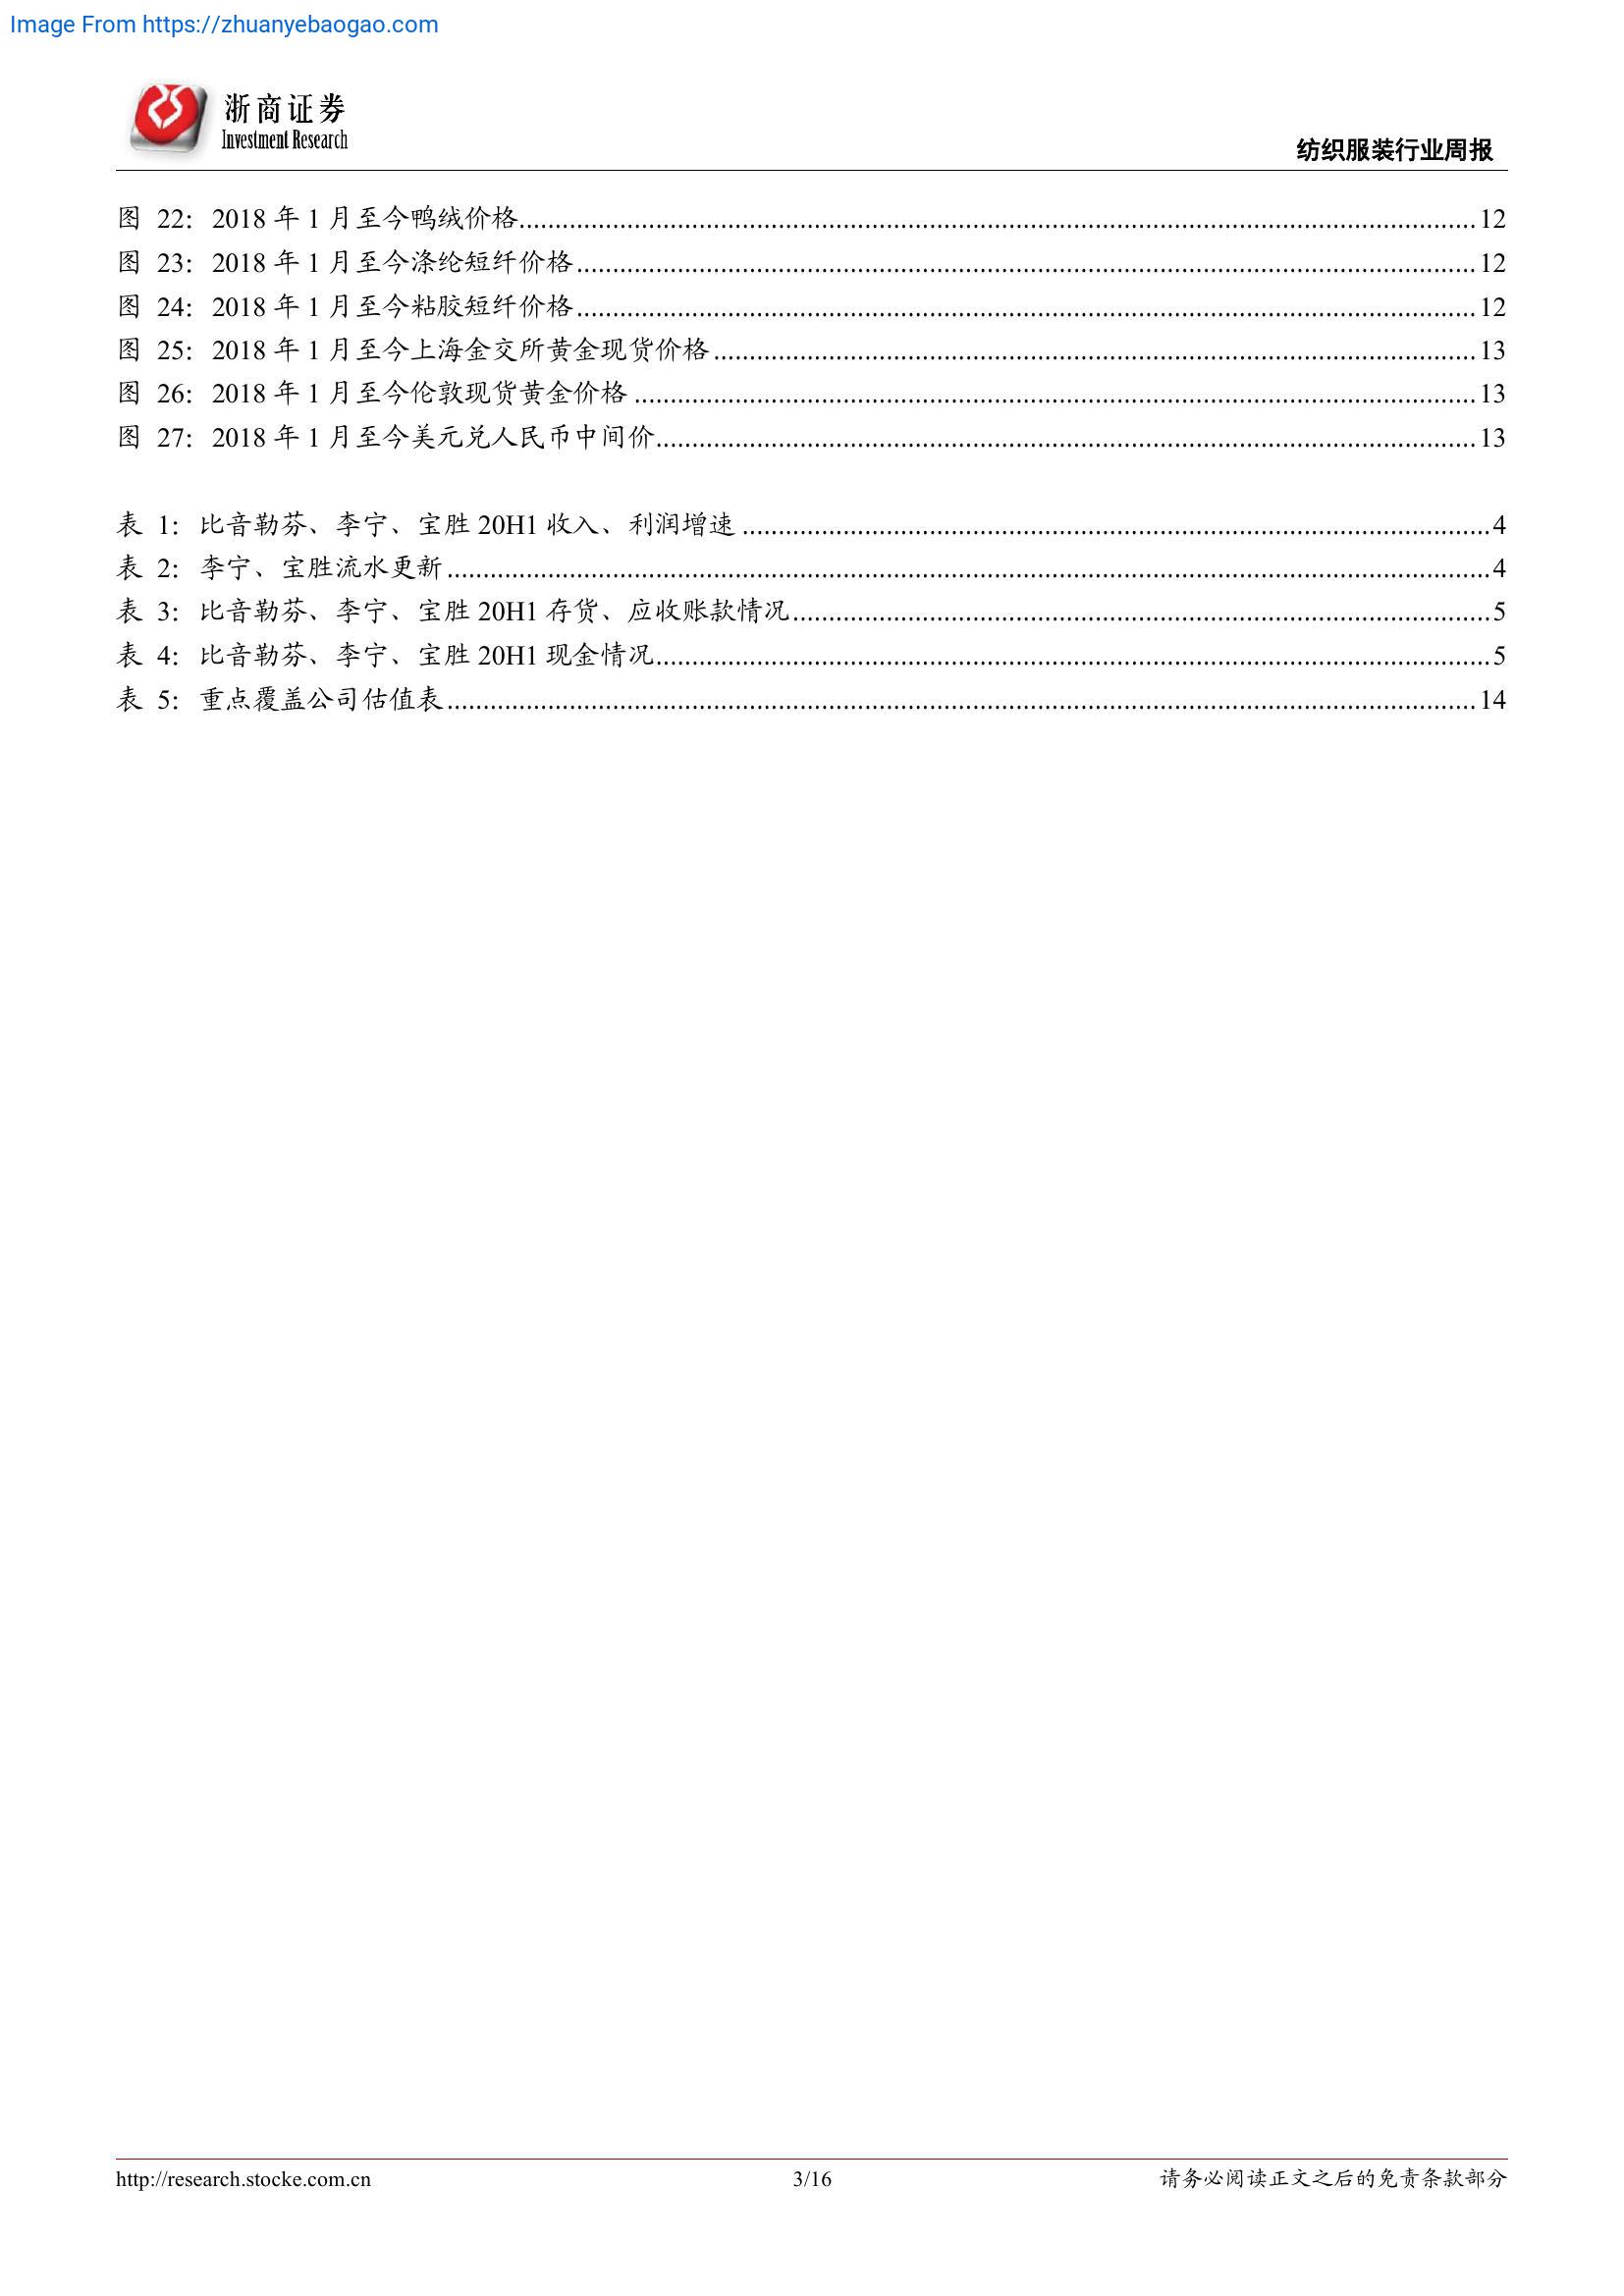 Image From https://zhuanyebaogao.com
浙商证券
Investment Research
纺织服装行业周报
图 22：2018 年 1 月至今鸭绒价格 12
图 23：2018 年 1 月至今涤纶短纤价格 12
图 24：2018 年 1 月至今粘胶短纤价格 12
图 25：2018 年 1 月至今上海金交所黄金现货价格 13
图 26：2018 年 1 月至今伦敦现货黄金价格 13
图 27：2018 年 1 月至今美元兑人民币中间价 13
表 1：比音勒芬、李宁、宝胜 20H1 收入、利润增速 4
表 2：李宁、宝胜流水更新 4
表 3：比音勒芬、李宁、宝胜 20H1 存货、应收账款情况 5
表 4：比音勒芬、李宁、宝胜 20H1 现金情况 5
表 5：重点覆盖公司估值表 14
http://research.stocke.com.cn 3/16 请务必阅读正文之后的免责条款部分